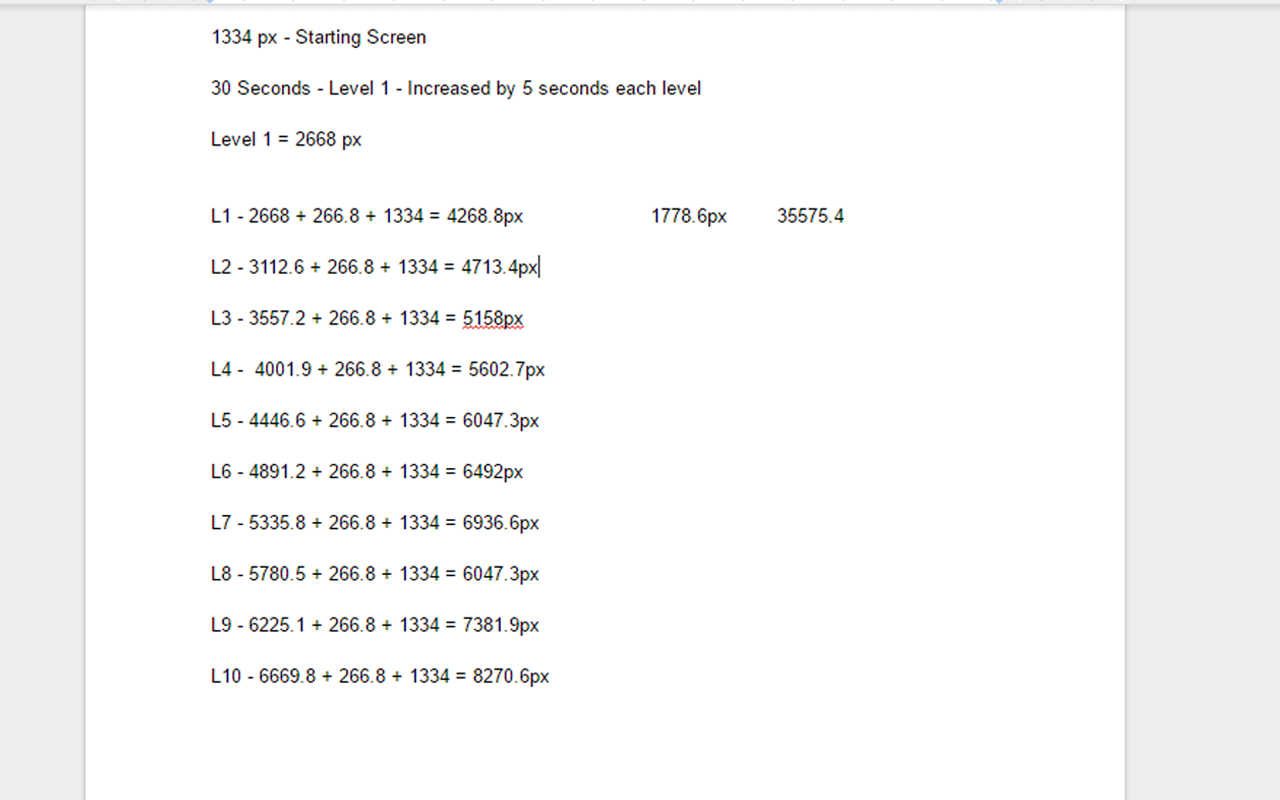 1334 px - Starting Screen
30 Seconds - Level 1 - Increased by 5 seconds each level
Level 1 = 2668 px
L1 - 2668 + 266.8 + 1334 = 4268.8px 1778.6px 35575.4
L2 - 3112.6 + 266.8 + 1334 = 4713.4px
L3 - 3557.2 + 266.8 + 1334 = 5158px
L4 -  4001.9 + 266.8 + 1334 = 5602.7px
L5 - 4446.6 + 266.8 + 1334 = 6047.3px
L6 - 4891.2 + 266.8 + 1334 = 6492px
L7 - 5335.8 + 266.8 + 1334 = 6936.6px
L8 - 5780.5 + 266.8 + 1334 = 6047.3px
L9 - 6225.1 + 266.8 + 1334 = 7381.9px
L10 - 6669.8 + 266.8 + 1334 = 8270.6px